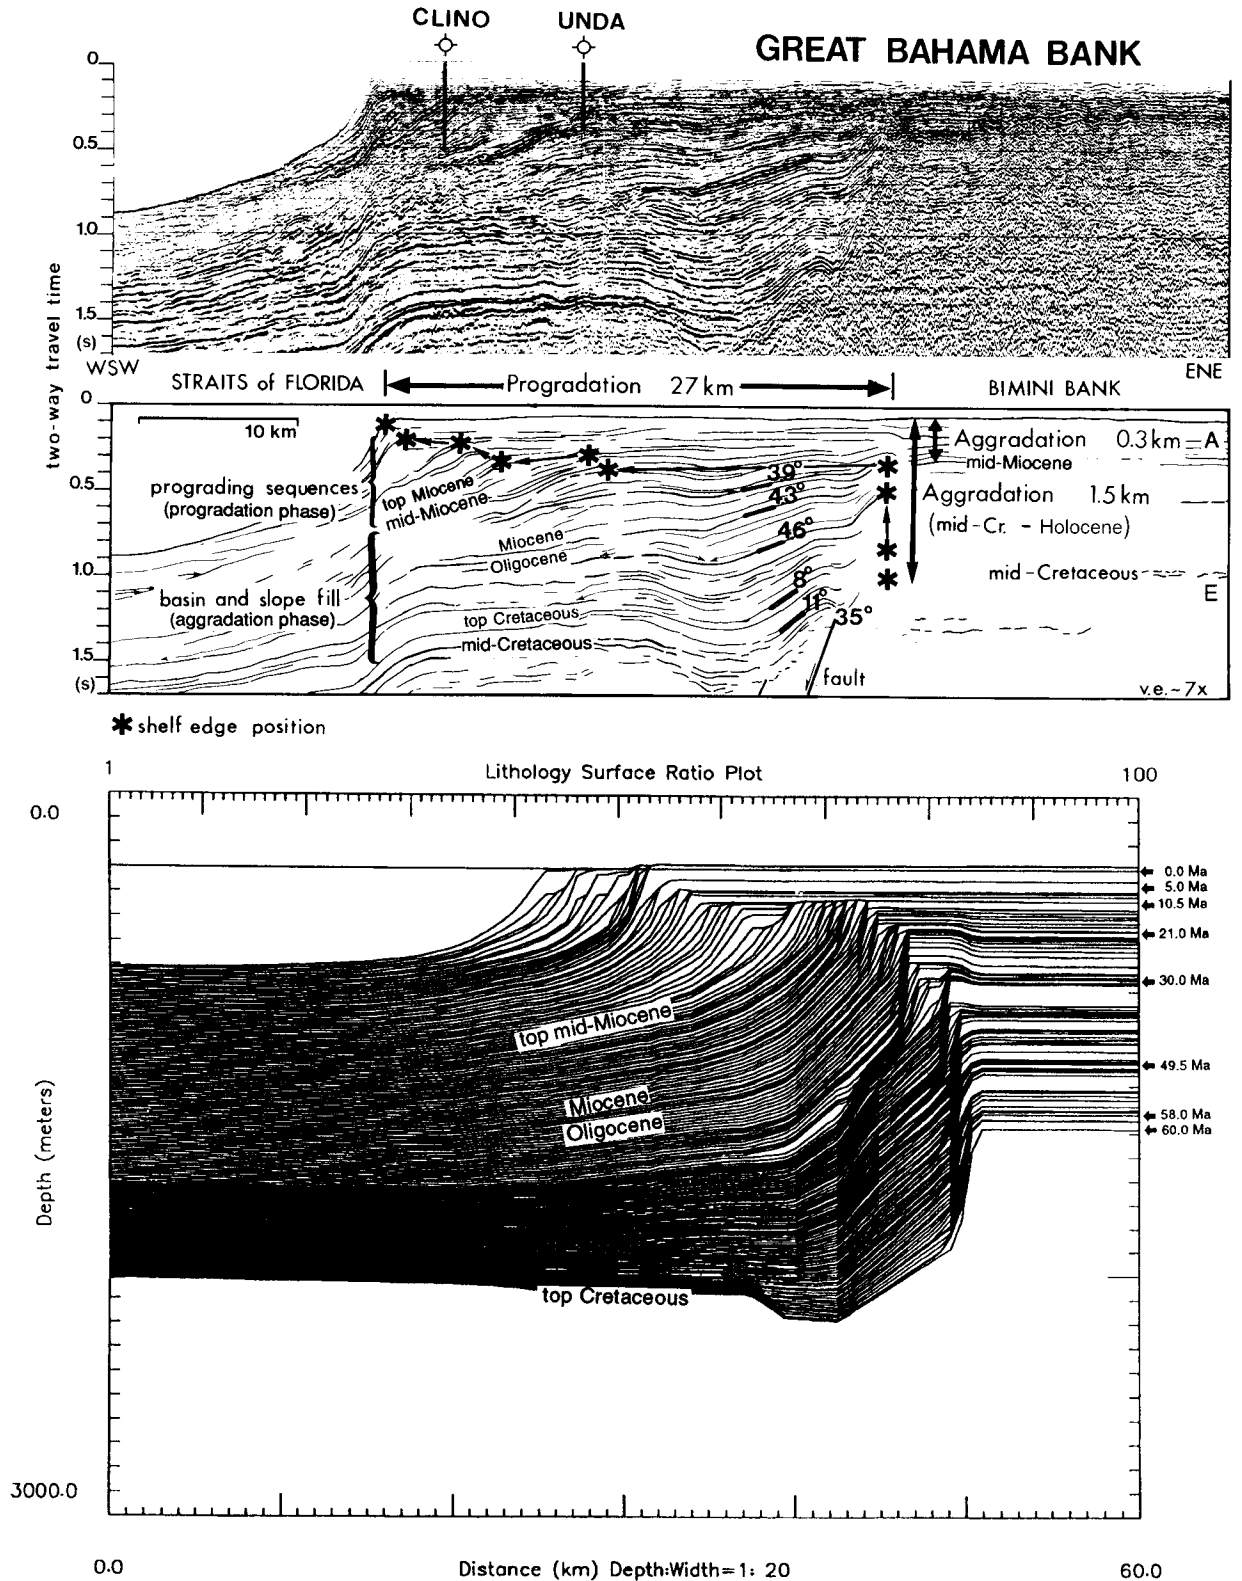 CLINO
UNDA
GREAT BAHAMA BANK
0
0.5
1.0
1.5
(s)
two-way travel time
WSW
ENE
STRAITS of FLORIDA
Progradation 27 km
BIMINI BANK
0
10 km
Aggradation 0.3 km
A
mid-Miocene
prograding sequences
(progradation phase)
top Miocene
mid-Miocene
3.9°
4.3°
4.6°
0.5
Aggradation 1.5 km
(mid-Cr. - Holocene)
Miocene
Oligocene
1.0
mid-Cretaceous
E
basin and slope fill
(aggradation phase)
8°
11°
35°
top Cretaceous
mid-Cretaceous
1.5
(s)
fault
v.e.~7x
* shelf edge position
1
Lithology Surface Ratio Plot
100
0.0
0.0 Ma
5.0 Ma
10.5 Ma
21.0 Ma
30.0 Ma
49.5 Ma
58.0 Ma
60.0 Ma
top mid-Miocene
Miocene
Oligocene
top Cretaceous
Depth (meters)
3000.0
0.0
Distance (km) Depth:Width=1: 20
60.0